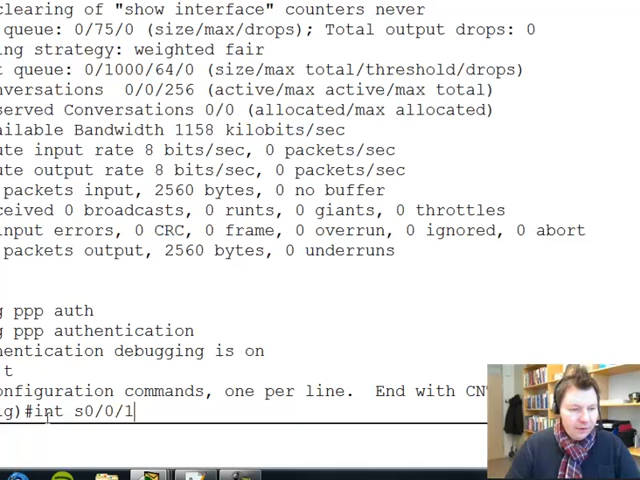 clearing of "show interface" counters never
queue: 0/75/0 (size/max/drops); Total output drops: 0
ing strategy: weighted fair
t queue: 0/1000/64/0 (size/max total/threshold/drops)
versations  0/0/256 (active/max active/max total)
served Conversations 0/0 (allocated/max allocated)
ailable Bandwidth 1158 kilobits/sec
ute input rate 8 bits/sec, 0 packets/sec
ute output rate 8 bits/sec, 0 packets/sec
packets input, 2560 bytes, 0 no buffer
ceived 0 broadcasts, 0 runts, 0 giants, 0 throttles
input errors, 0 CRC, 0 frame, 0 overrun, 0 ignored, 0 abort
packets output, 2560 bytes, 0 underruns
g ppp auth
g ppp authentication
hentication debugging is on
t
onfiguration commands, one per line.  End with CN
ig)#int s0/0/1